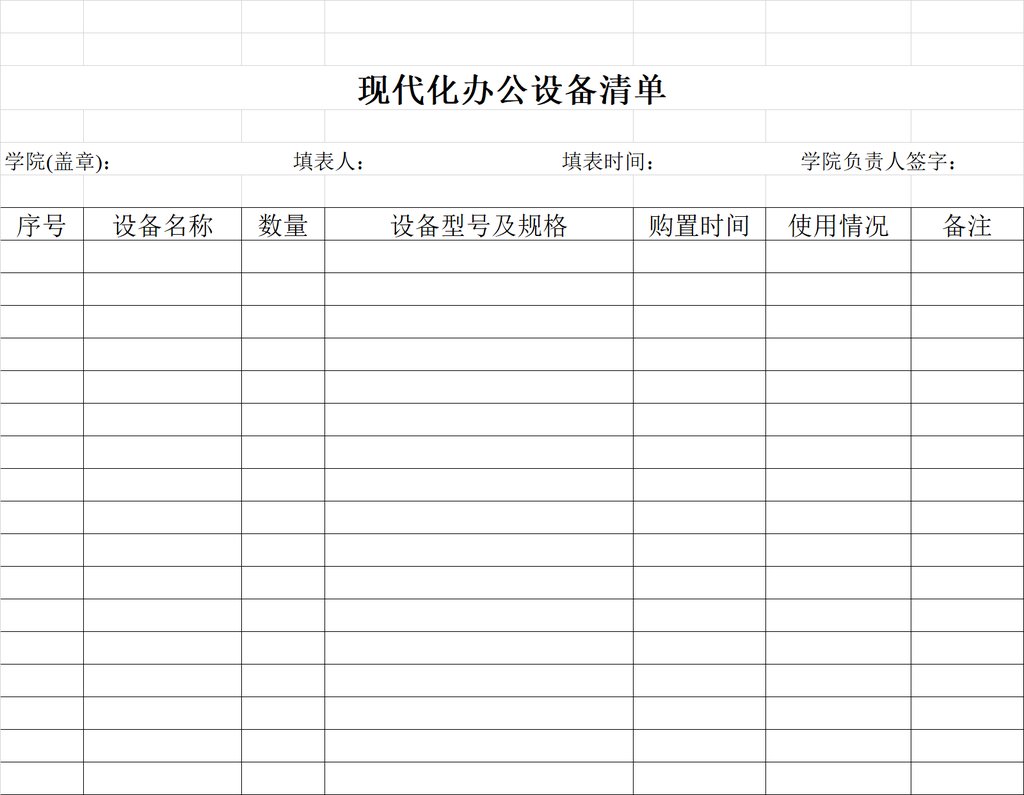 现代化办公设备清单
学院(盖章): 填表人: 填表时间: 学院负责人签字:
序号 设备名称 数量 设备型号及规格 购置时间 使用情况 备注